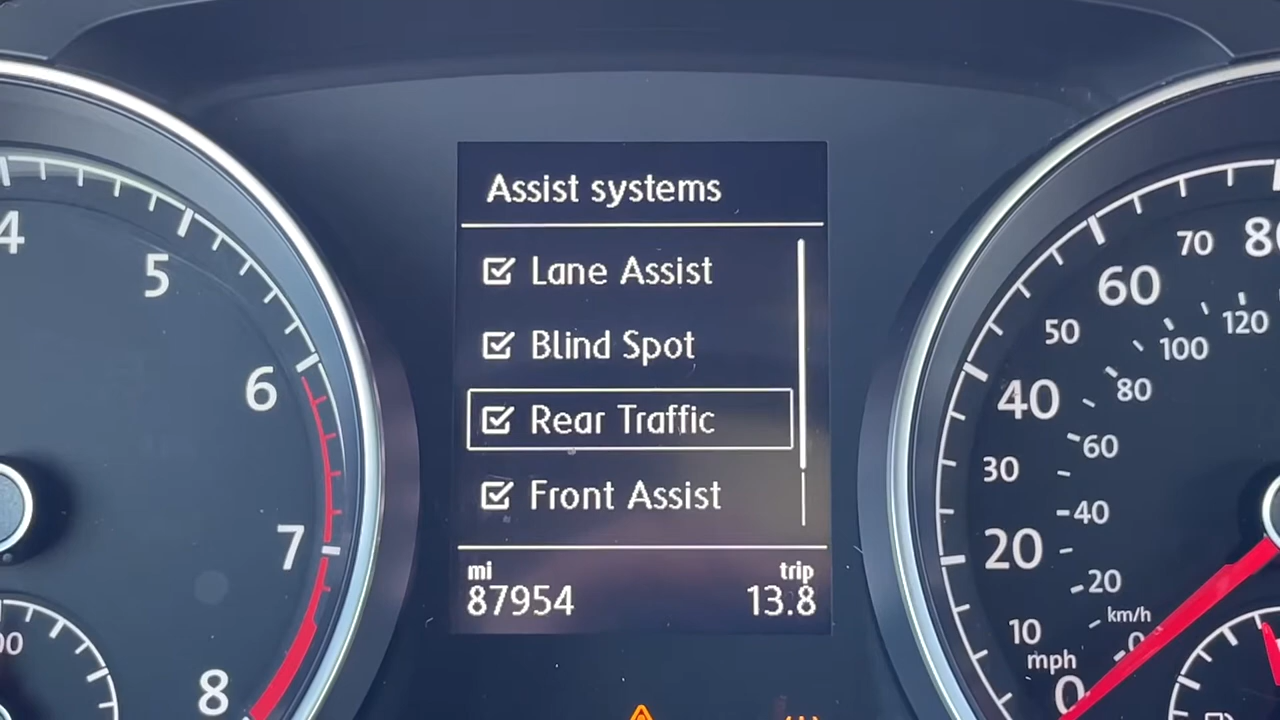 Assist systems
Lane Assist
Blind Spot
Rear Traffic
Front Assist
mi trip
87954 13.8
4
5
6
7
8
70
60
50
40
30
20
10
mph
0
120
100
80
60
40
20
km/h
0